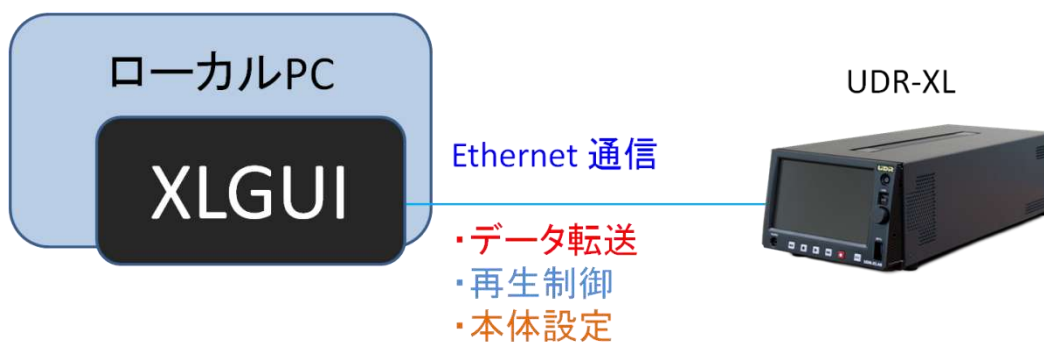 ローカルPC
XLGUI
Ethernet 通信
・データ転送
・再生制御
・本体設定
UDR-XL
UDR